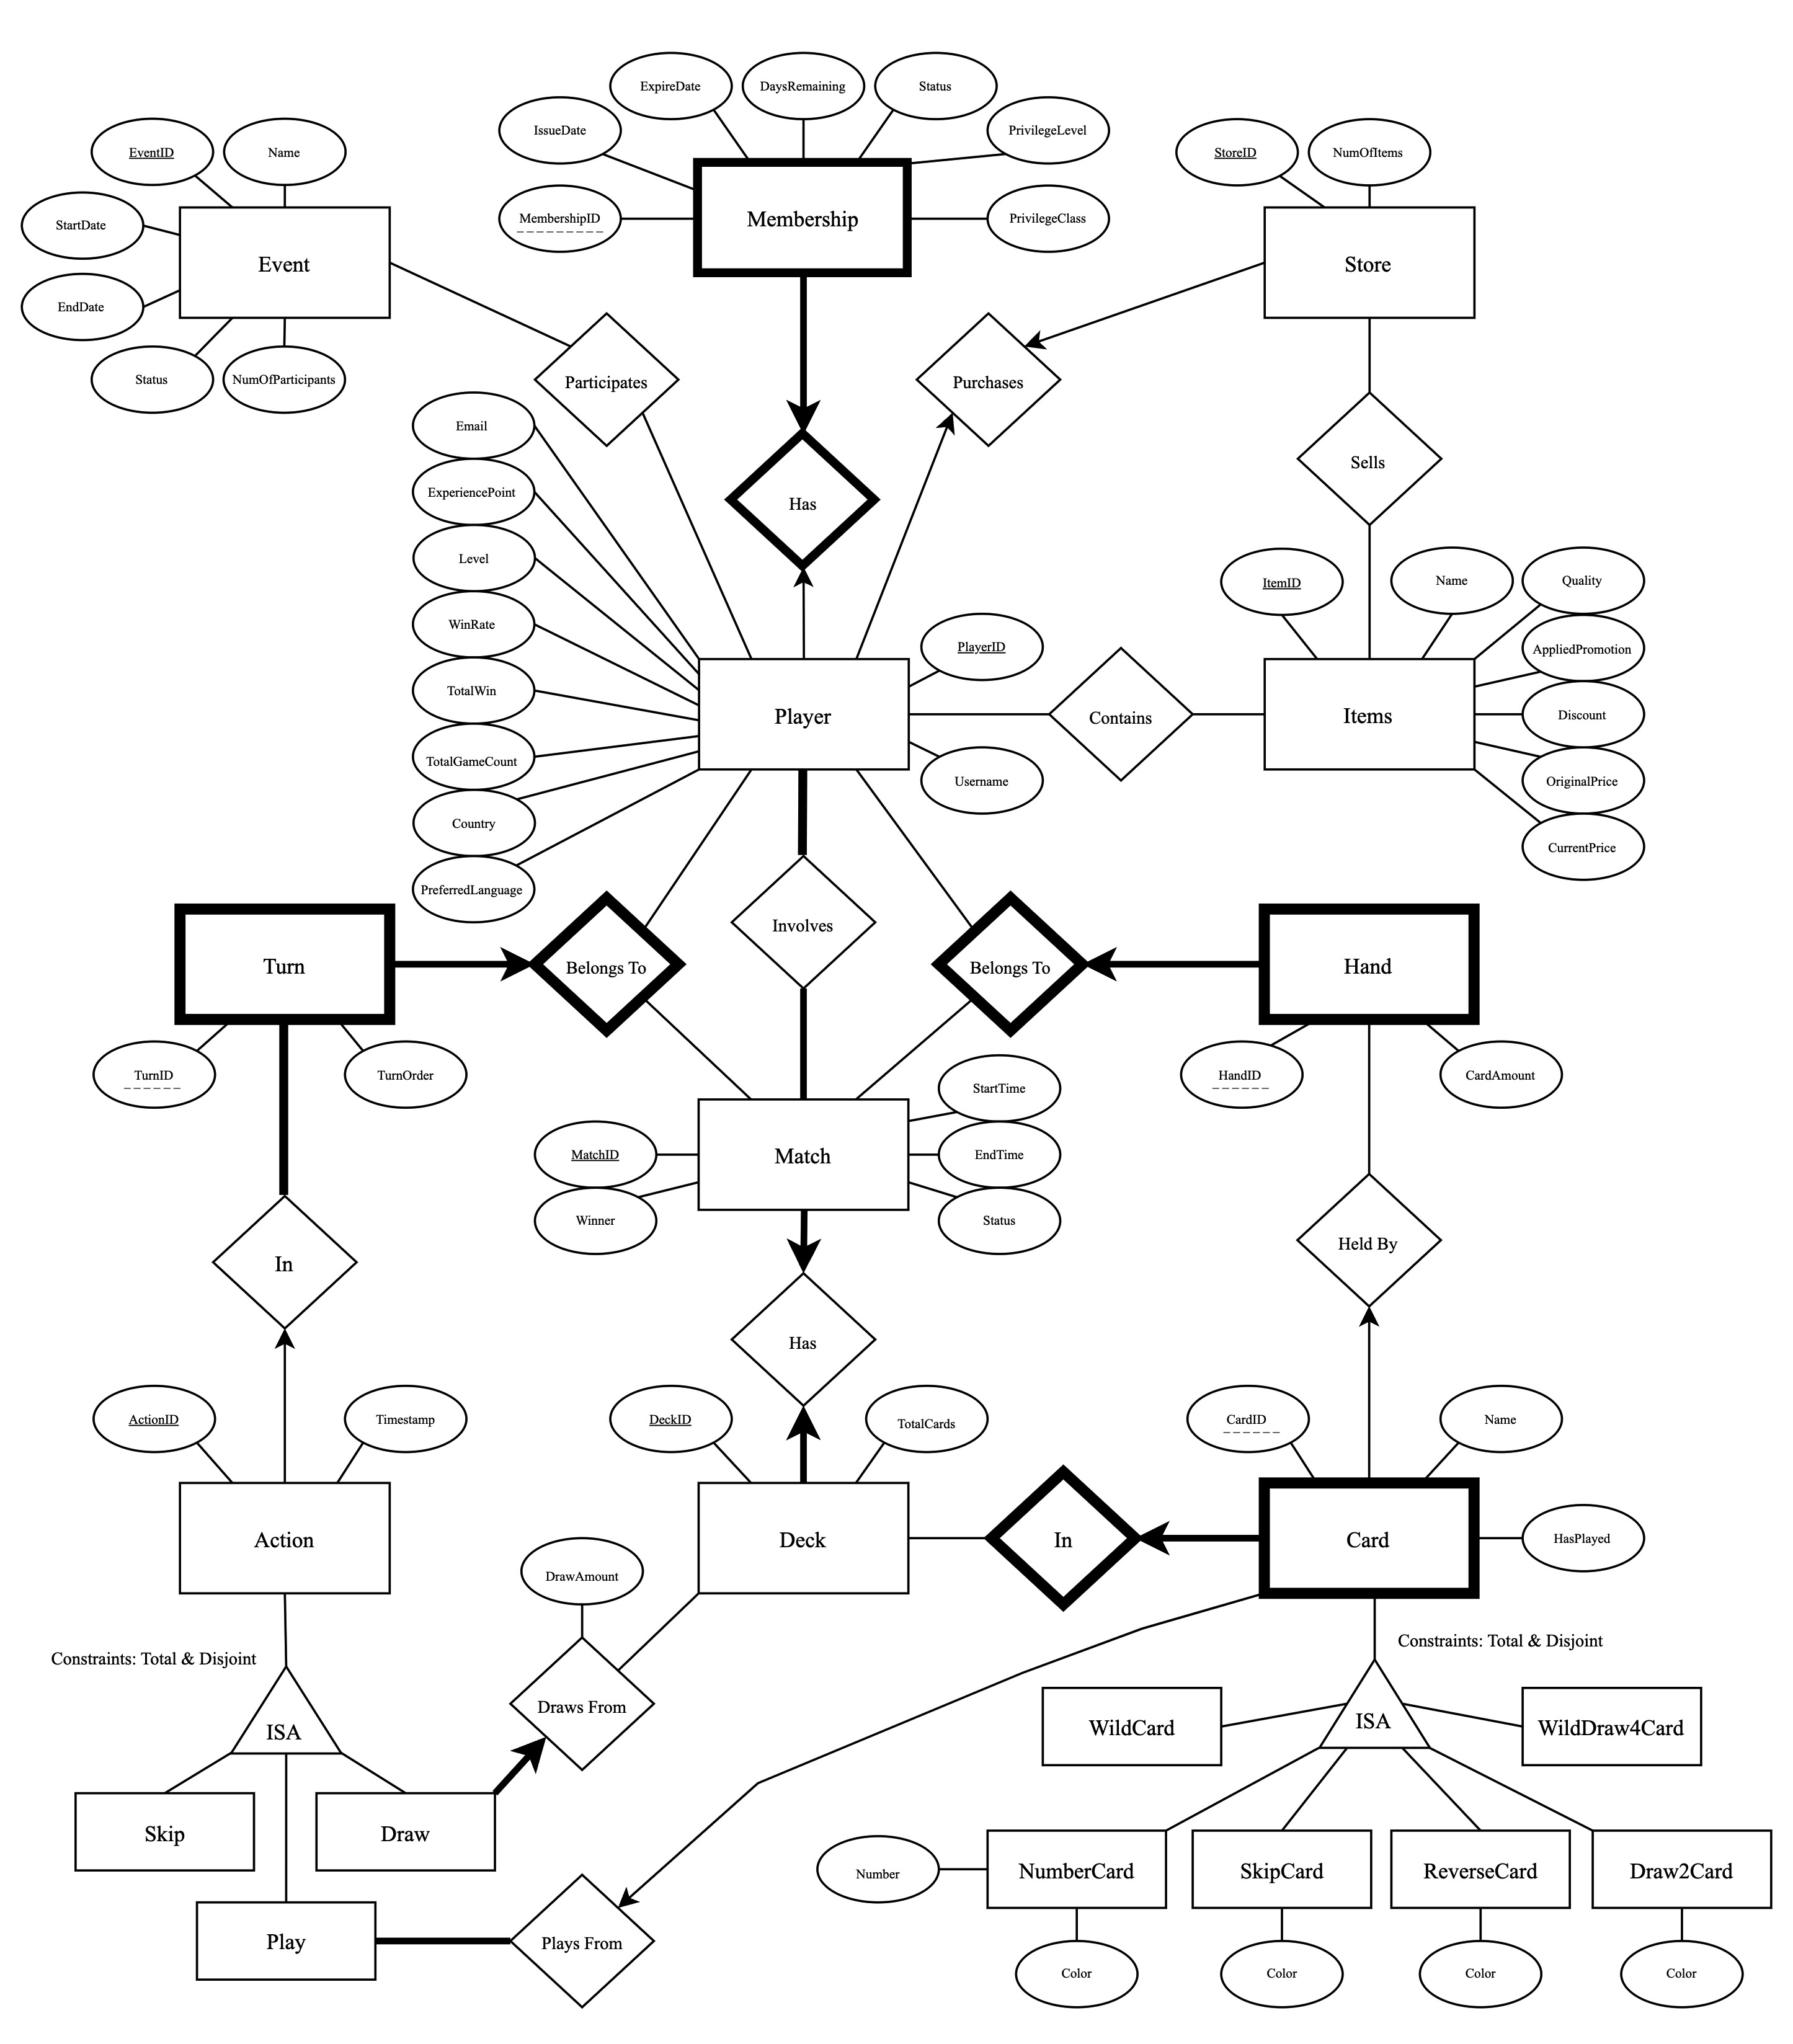 ExpireDate
DaysRemaining
Status
IssueDate
PrivilegeLevel
EventID
Name
StoreID
NumOfItems
MembershipID
Membership
PrivilegeClass
StartDate
Event
Store
EndDate
Status
NumOfParticipants
Participates
Purchases
Email
Sells
ExperiencePoint
Has
Level
ItemID
Name
Quality
WinRate
PlayerID
AppliedPromotion
TotalWin
Player
Contains
Items
Discount
TotalGameCount
Username
OriginalPrice
Country
CurrentPrice
PreferredLanguage
Involves
Turn
Belongs To
Belongs To
Hand
TurnID
TurnOrder
StartTime
HandID
CardAmount
MatchID
Match
EndTime
Winner
Status
In
Held By
Has
ActionID
Timestamp
DeckID
TotalCards
CardID
Name
Action
Deck
In
Card
HasPlayed
DrawAmount
Constraints: Total & Disjoint
Constraints: Total & Disjoint
Draws From
ISA
ISA
WildCard
WildDraw4Card
Skip
Draw
Number
NumberCard
SkipCard
ReverseCard
Draw2Card
Play
Plays From
Color
Color
Color
Color